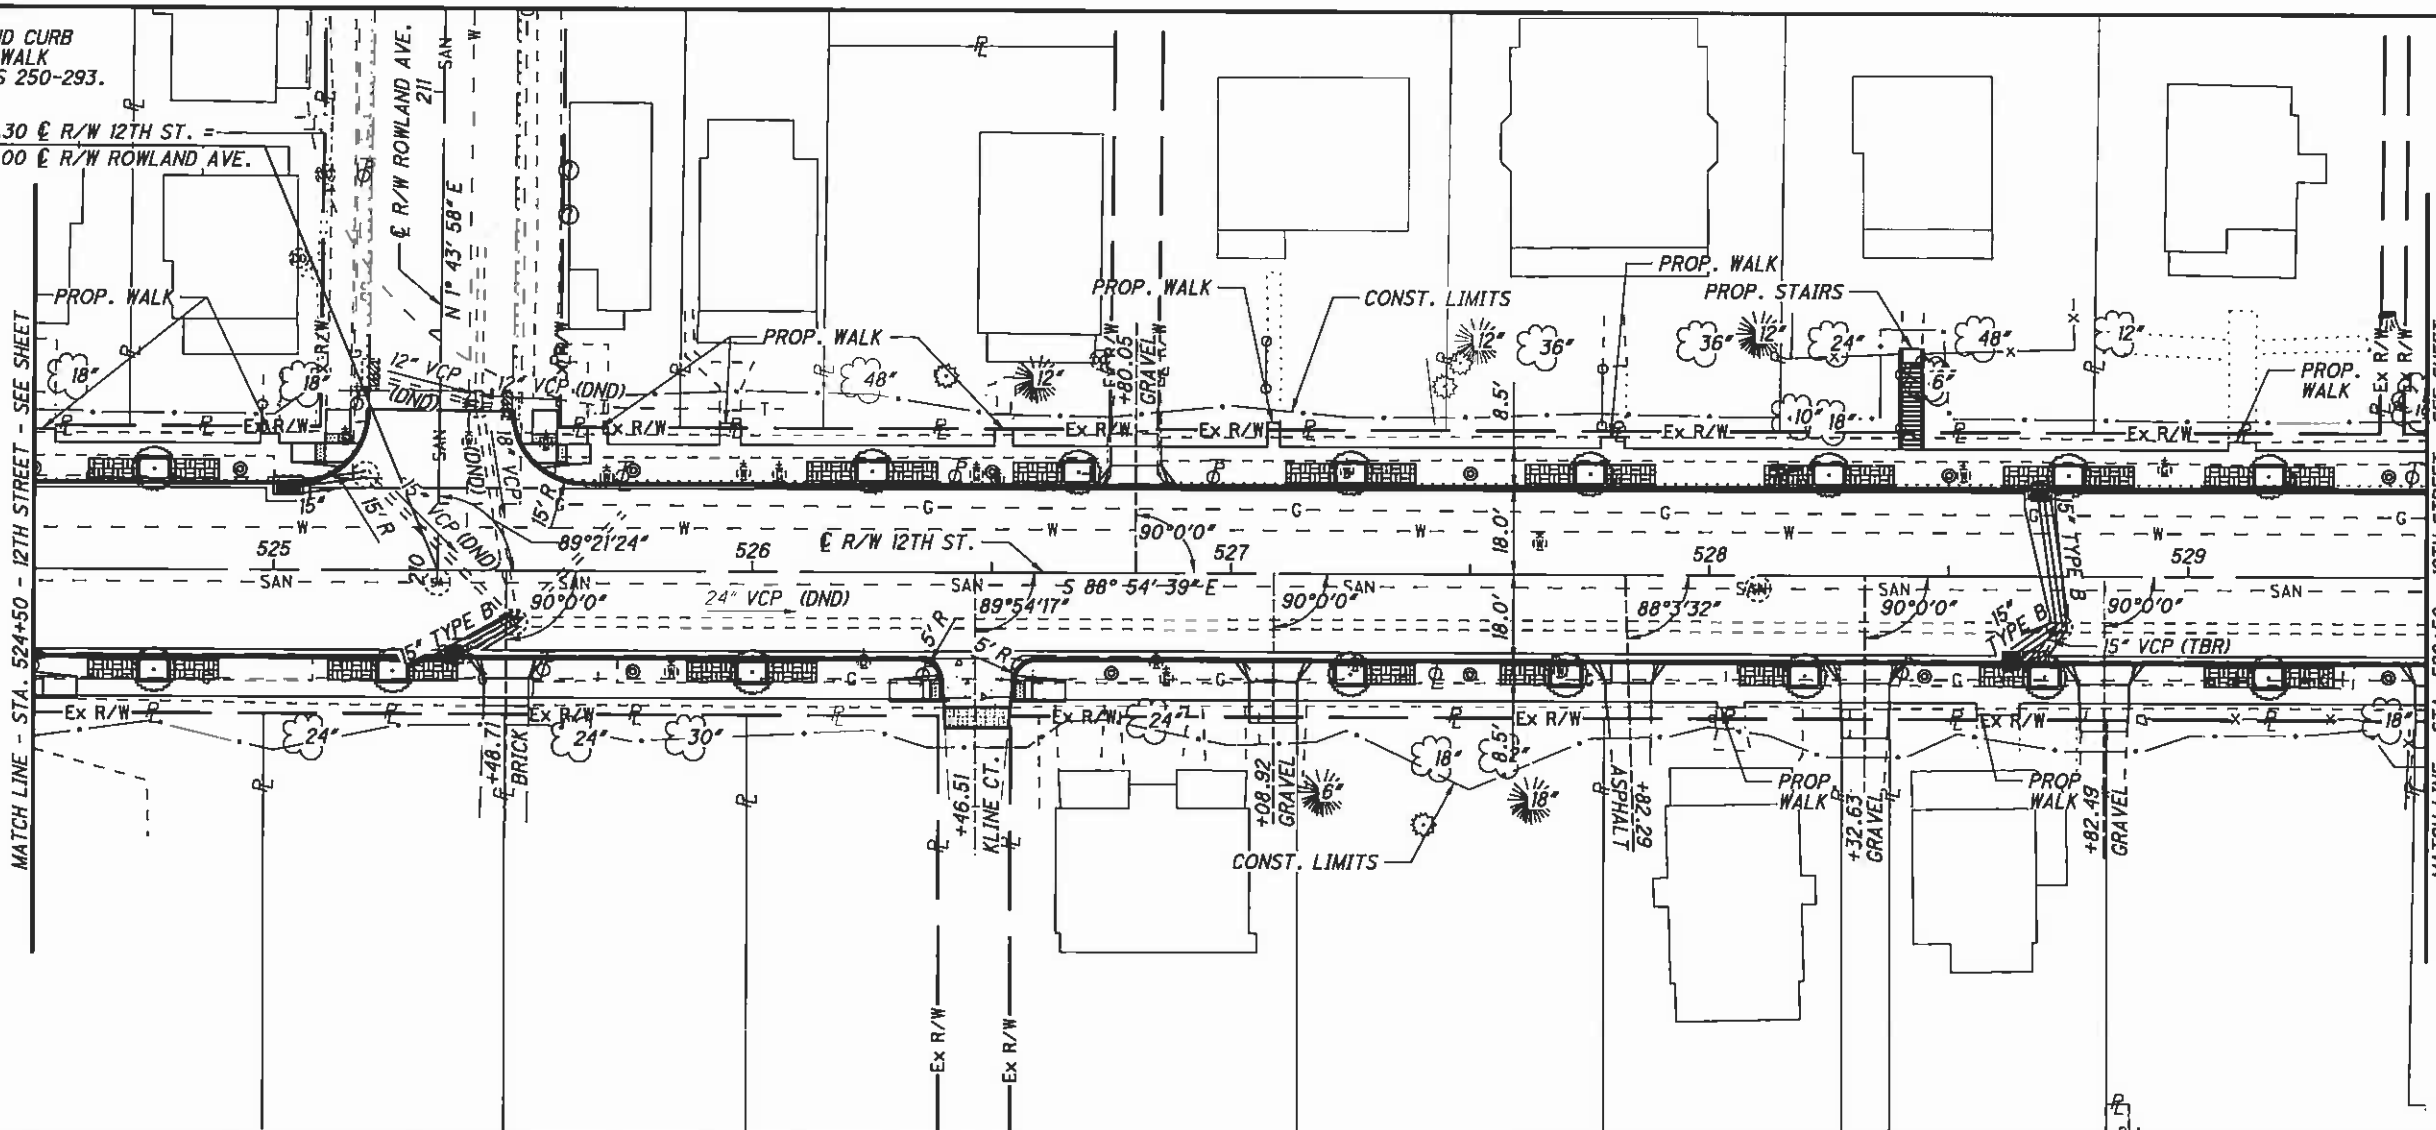 D CURB
WALK
S 250-293.
.30 ℄ R/W 12TH ST. =
00 ℄ R/W ROWLAND AVE.
℄ R/W ROWLAND AVE.
211
SAN
W
N 1° 43' 58" E
PROP. WALK
PROP. WALK
PROP. WALK
CONST. LIMITS
PROP. WALK
PROP. STAIRS
PROP.
WALK
18"
18"
12" VCP
(DND)
12" VCP (DND)
48"
12"
+80.05
GRAVEL
12"
36"
36"
12"
24"
48"
12"
6"
10"
18"
8.5'
Ex R/W
Ex R/W
Ex R/W
Ex R/W
Ex R/W
Ex R/W
Ex R/W
15"
15' R
15" VCP (DND)
18" VCP
(DND)
15' R
89°21'24"
210
525
526
527
528
529
℄ R/W 12TH ST.
90°0'0"
S 88° 54' 39" E
18.0'
18.0'
8.5'
24" VCP (DND)
90°0'0"
89°54'17"
90°0'0"
88°3'32"
90°0'0"
90°0'0"
5" TYPE B
15" TYPE B
15"
TYPE B
15" VCP (TBR)
5' R
5' R
SAN
SAN
SAN
SAN
SAN
SAN
SAN
G
G
G
G
W
W
W
W
W
Ex R/W
Ex R/W
Ex R/W
Ex R/W
Ex R/W
24"
24"
30"
24"
18"
18"
6"
18"
+48.77
BRICK
+46.51
KLINE CT.
+08.92
GRAVEL
ASPHALT
+82.29
+32.63
GRAVEL
+82.49
GRAVEL
PROP
WALK
PROP
WALK
CONST. LIMITS
Ex R/W
Ex R/W
MATCH LINE - STA. 524+50 - 12TH STREET - SEE SHEET